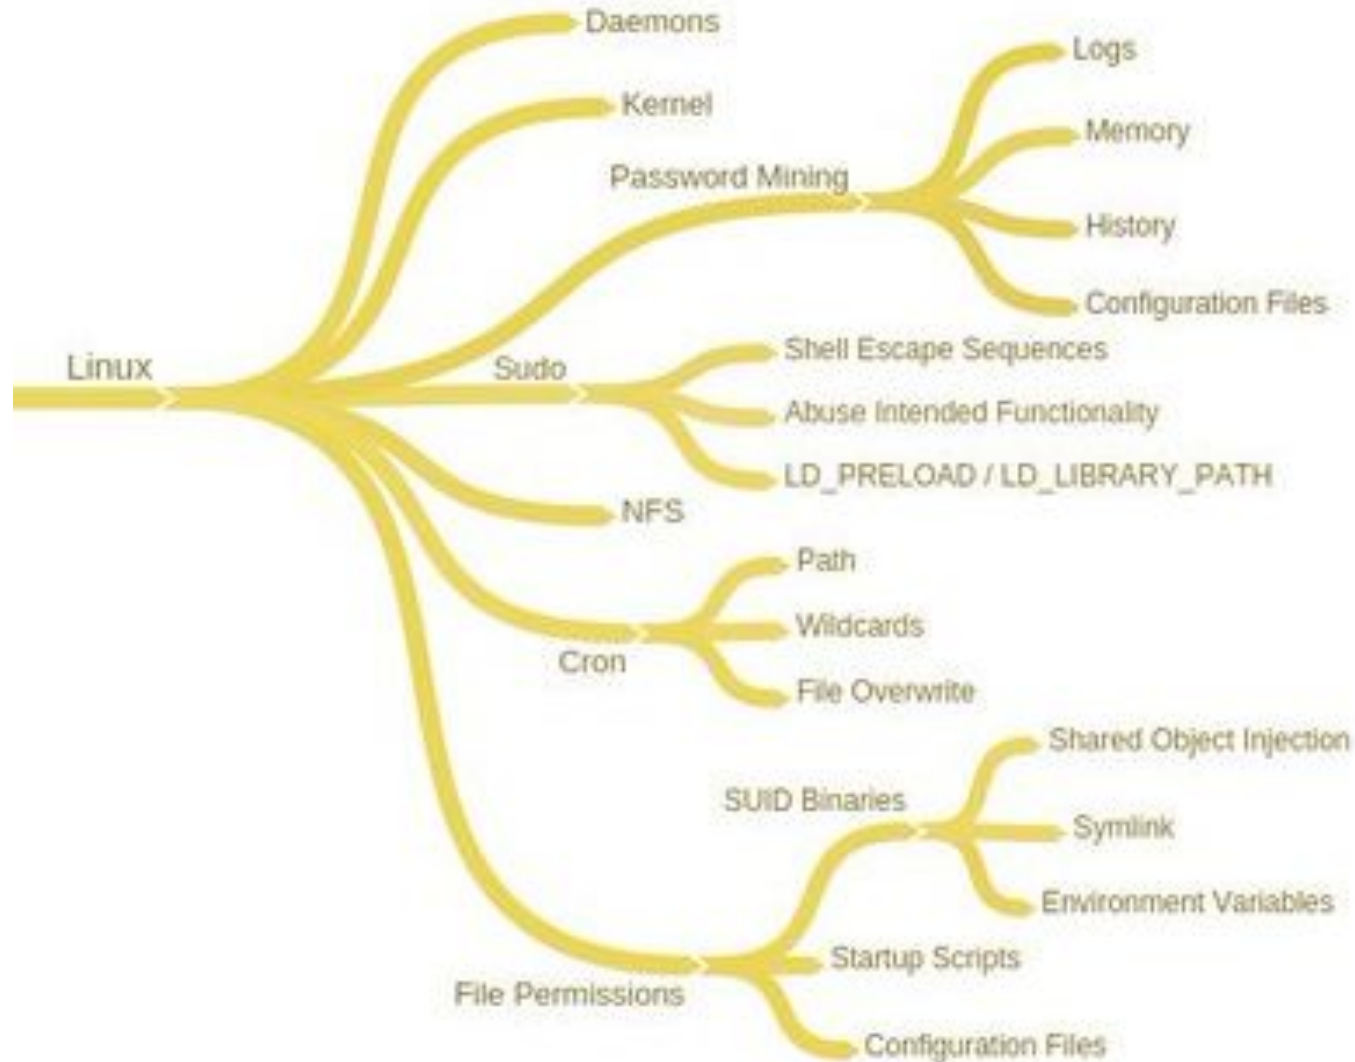 Daemons
Logs
Kernel
Memory
Password Mining
History
Configuration Files
Linux
Sudo
Shell Escape Sequences
Abuse Intended Functionality
LD_PRELOAD / LD_LIBRARY_PATH
NFS
Path
Wildcards
Cron
File Overwrite
Shared Object Injection
SUID Binaries
Symlink
Environment Variables
Startup Scripts
File Permissions
Configuration Files